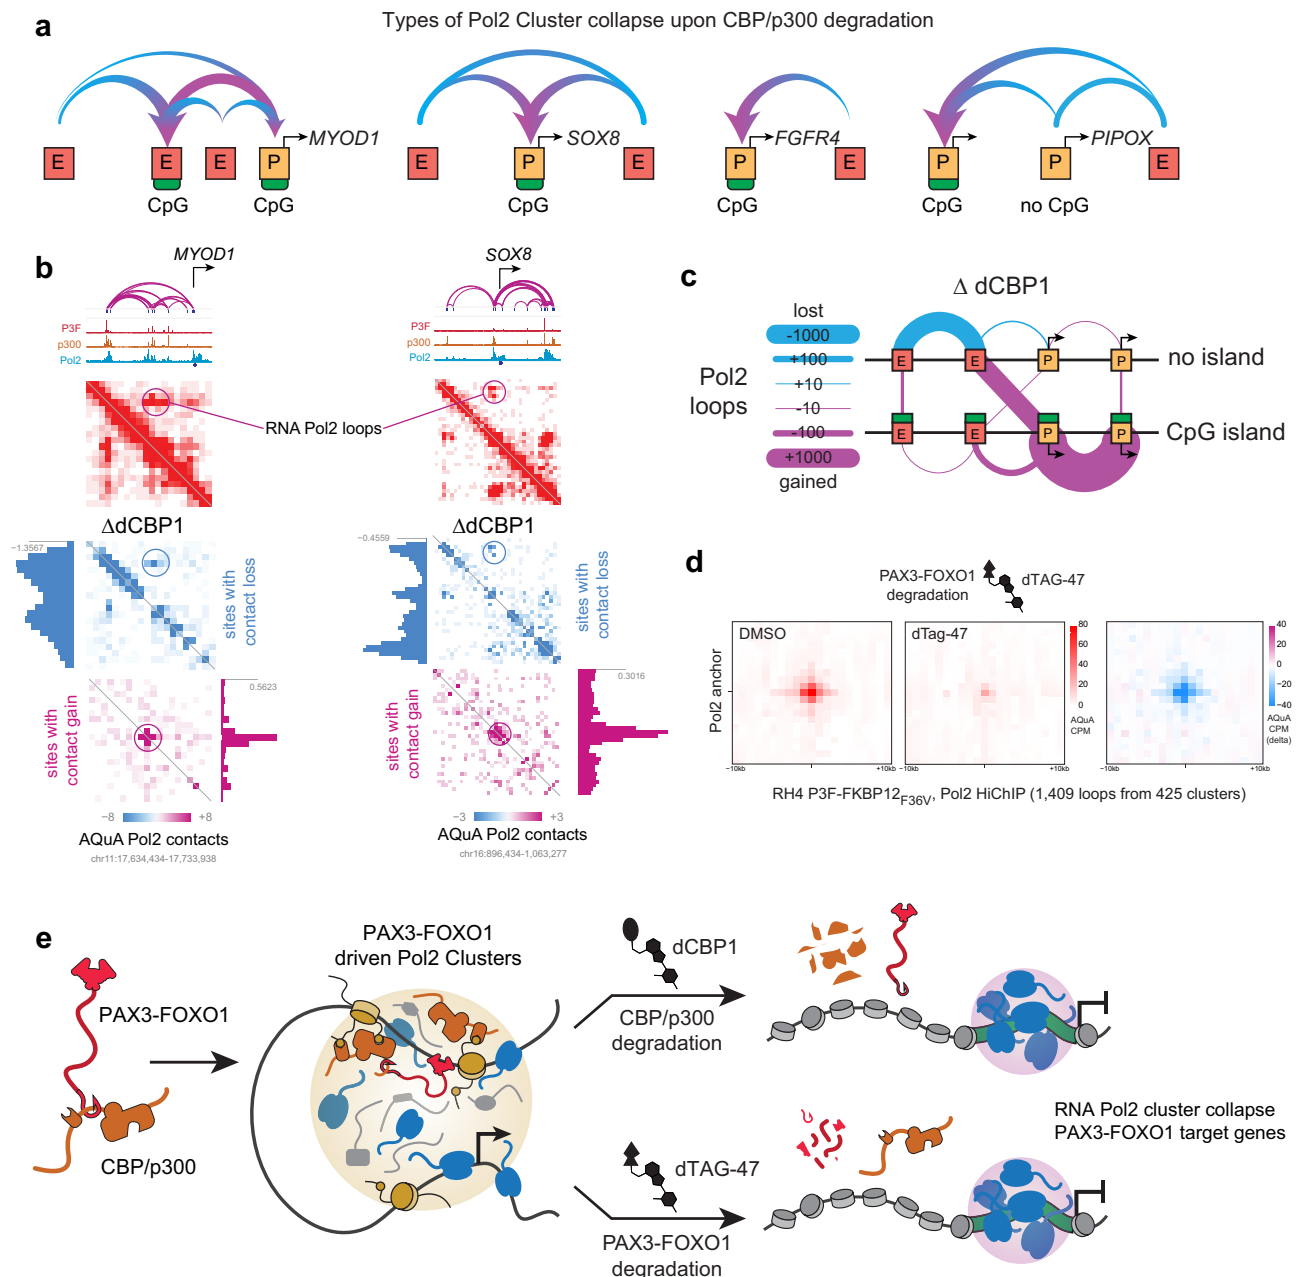 a
Types of Pol2 Cluster collapse upon CBP/p300 degradation
E
E
E
P
MYOD1
CpG
CpG
E
P
SOX8
E
CpG
P
FGFR4
E
CpG
P
P
PIPOX
E
CpG
no CpG
b
MYOD1
P3F
p300
Pol2
SOX8
P3F
p300
Pol2
RNA Pol2 loops
ΔdCBP1
−1.3567
sites with
contact loss
sites with
contact gain
0.5623
−8
+8
AQuA Pol2 contacts
chr11:17,634,434-17,733,938
ΔdCBP1
−0.4559
sites with
contact loss
sites with
contact gain
0.3016
−3
+3
AQuA Pol2 contacts
chr16:896,434-1,063,277
c
Δ dCBP1
lost
-1000
+100
+10
-10
-100
+1000
gained
Pol2
loops
E
E
P
P
no island
E
E
P
P
CpG island
d
PAX3-FOXO1
degradation
dTAG-47
Pol2 anchor
DMSO
−10kb
+10kb
dTag-47
−10kb
+10kb
80
60
40
20
0
AQuA
CPM
−10kb
+10kb
40
20
0
−20
−40
AQuA
CPM
(delta)
RH4 P3F-FKBP12F36V, Pol2 HiChIP (1,409 loops from 425 clusters)
e
PAX3-FOXO1
CBP/p300
PAX3-FOXO1
driven Pol2 Clusters
dCBP1
CBP/p300
degradation
dTAG-47
PAX3-FOXO1
degradation
RNA Pol2 cluster collapse
PAX3-FOXO1 target genes